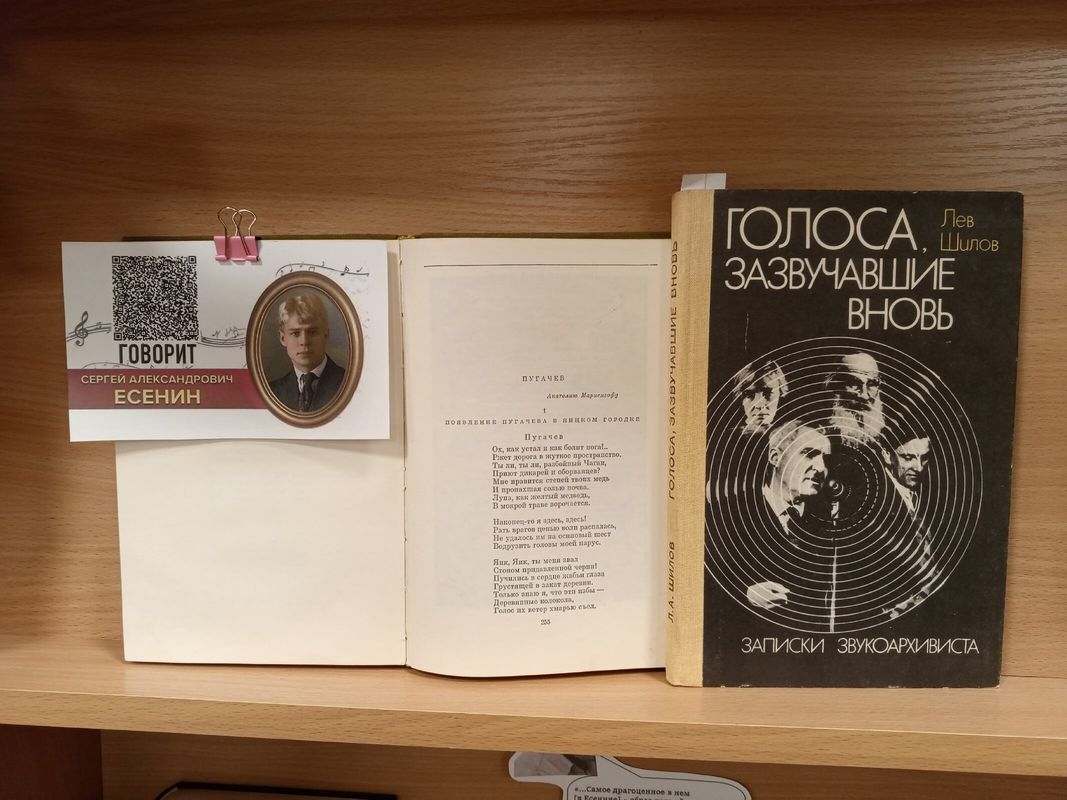 ГОВОРИТ
СЕРГЕЙ АЛЕКСАНДРОВИЧ
ЕСЕНИН
ПУГАЧЕВ
Анатолию Мариенгофу
1
ПОЯВЛЕНИЕ ПУГАЧЕВА В ЯИЦКОМ ГОРОДКЕ
Пугачев
Ох, как устал и как болит нога!..
Ржет дорога в жуткое пространство.
Ты ли, ты ли, разбойный Чаган,
Приют дикарей и оборванцев?
Мне нравится степей твоих медь
И пропахшая солью почва.
Луна, как желтый медведь,
В мокрой траве ворочается.
Наконец-то я здесь, здесь!
Рать врагов цепью волн распалась,
Не удалось им на осиновый шест
Водрузить головы моей парус.
Яик, Яик, ты меня звал
Стоном придавленной черни!
Пучились в сердце жабьи глаза
Грустящей в закат деревни.
Только знаю я, что эти избы —
Деревянные колокола,
Голос их ветер хмарью съел.
255
Л. А. ШИЛОВ ГОЛОСА, ЗАЗВУЧАВШИЕ ВНОВЬ
ГОЛОСА,
ЗАЗВУЧАВШИЕ
ВНОВЬ
Лев
Шилов
ЗАПИСКИ ЗВУКОАРХИВИСТА
«...Самое драгоценное в нем